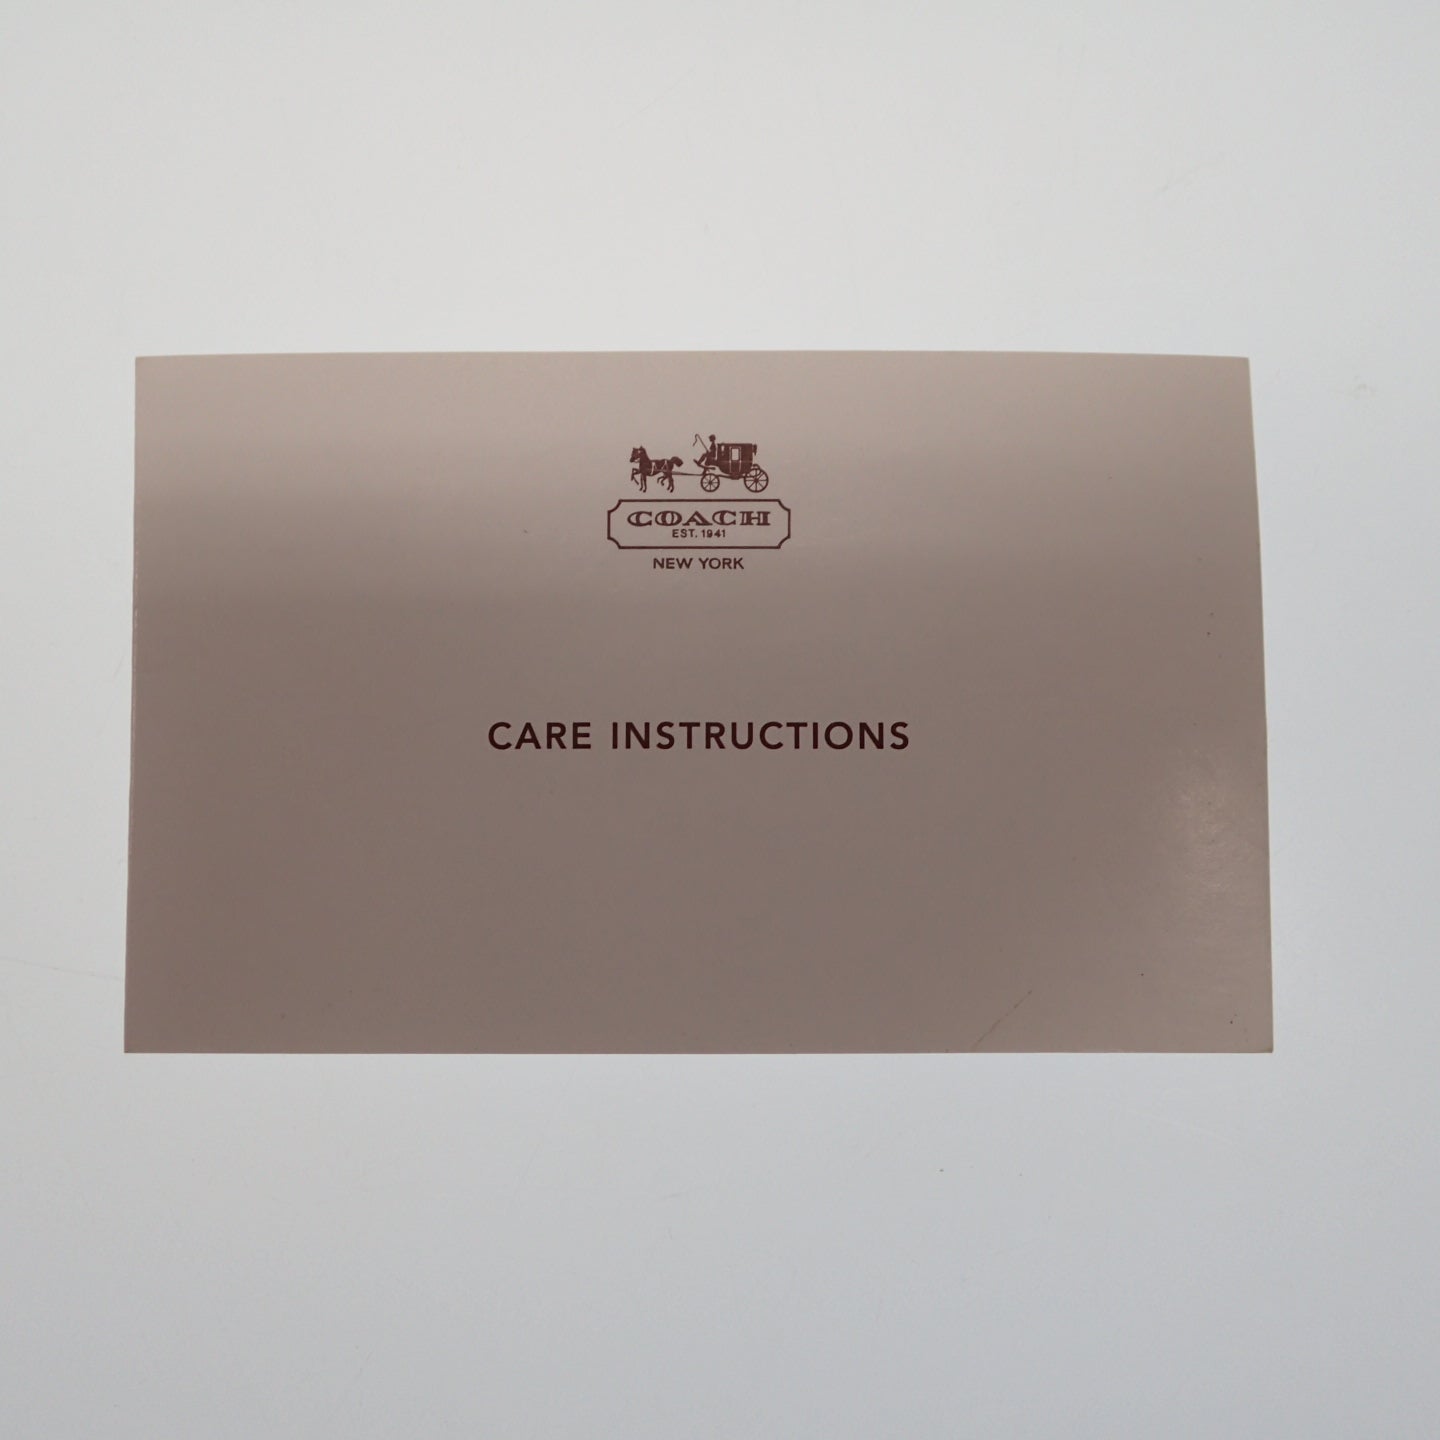 COACH
EST. 1941
NEW YORK
CARE INSTRUCTIONS